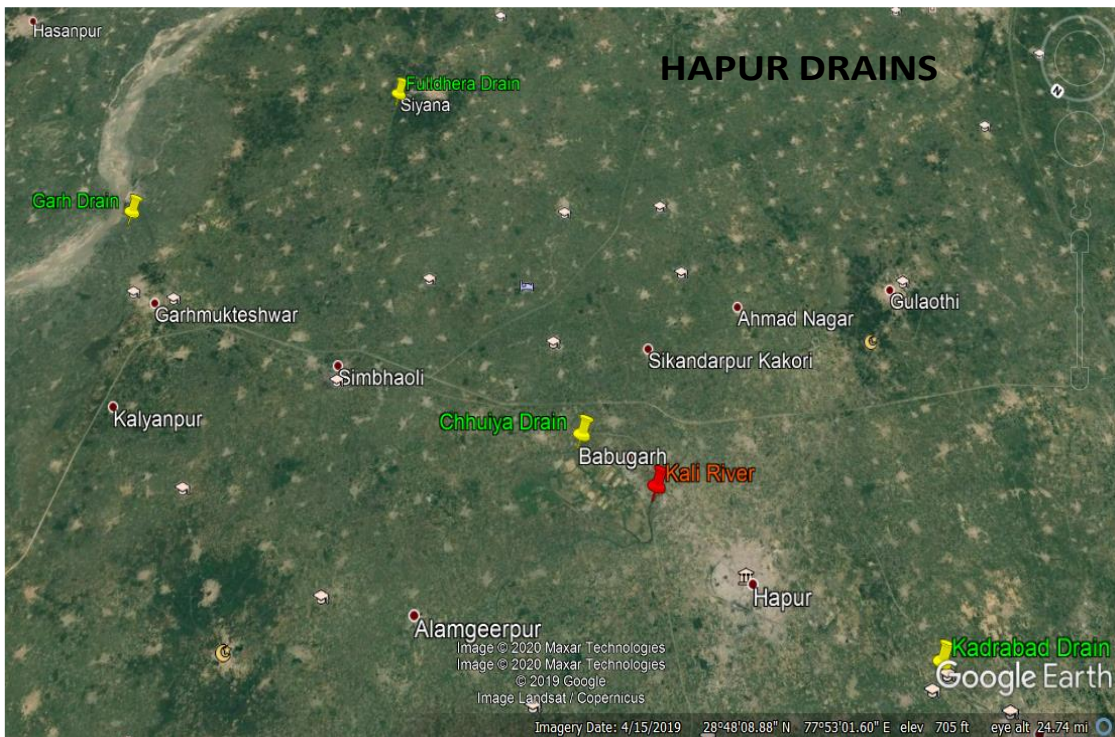 Hasanpur
HAPUR DRAINS
Fulldhera Drain
Siyana
N
Garh Drain
Garhmukteshwar
Gulaothi
Ahmad Nagar
Sikandarpur Kakori
Simbhaoli
Kalyanpur
Chhuiya Drain
Babugarh
Kali River
Hapur
Alamgeerpur
Kadrabad Drain
Image © 2020 Maxar Technologies
Image © 2020 Maxar Technologies
© 2019 Google
Image Landsat / Copernicus
Google Earth
Imagery Date: 4/15/2019 28°48'08.88" N 77°53'01.60" E elev 705 ft eye alt 24.74 mi